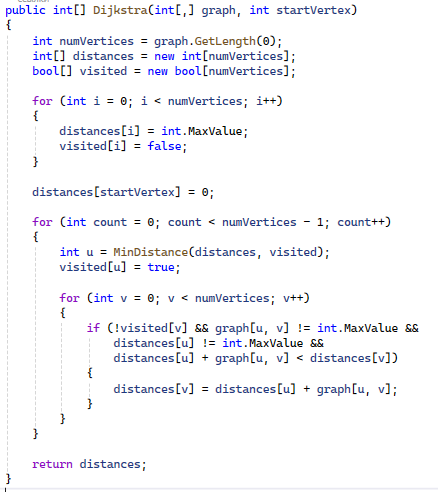 public int[] Dijkstra(int[,] graph, int startVertex)
{
int numVertices = graph.GetLength(0);
int[] distances = new int[numVertices];
bool[] visited = new bool[numVertices];
for (int i = 0; i < numVertices; i++)
{
distances[i] = int.MaxValue;
visited[i] = false;
}
distances[startVertex] = 0;
for (int count = 0; count < numVertices - 1; count++)
{
int u = MinDistance(distances, visited);
visited[u] = true;
for (int v = 0; v < numVertices; v++)
{
if (!visited[v] && graph[u, v] != int.MaxValue &&
distances[u] != int.MaxValue &&
distances[u] + graph[u, v] < distances[v])
{
distances[v] = distances[u] + graph[u, v];
}
}
}
return distances;
}